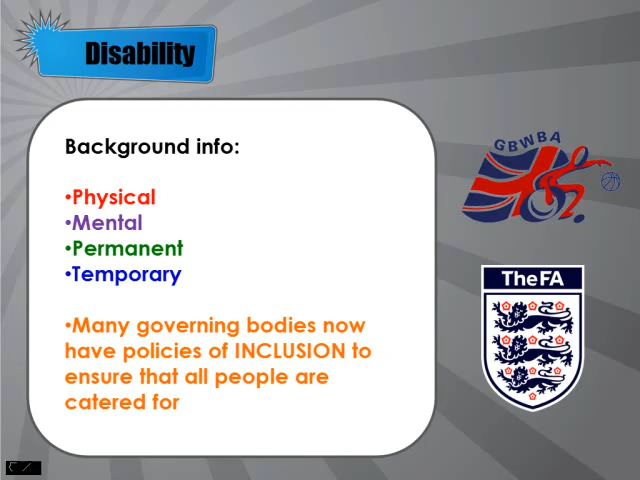 Disability
Background info:
•Physical
•Mental
•Permanent
•Temporary
•Many governing bodies now
have policies of INCLUSION to
ensure that all people are
catered for
GBWBA
TheFA